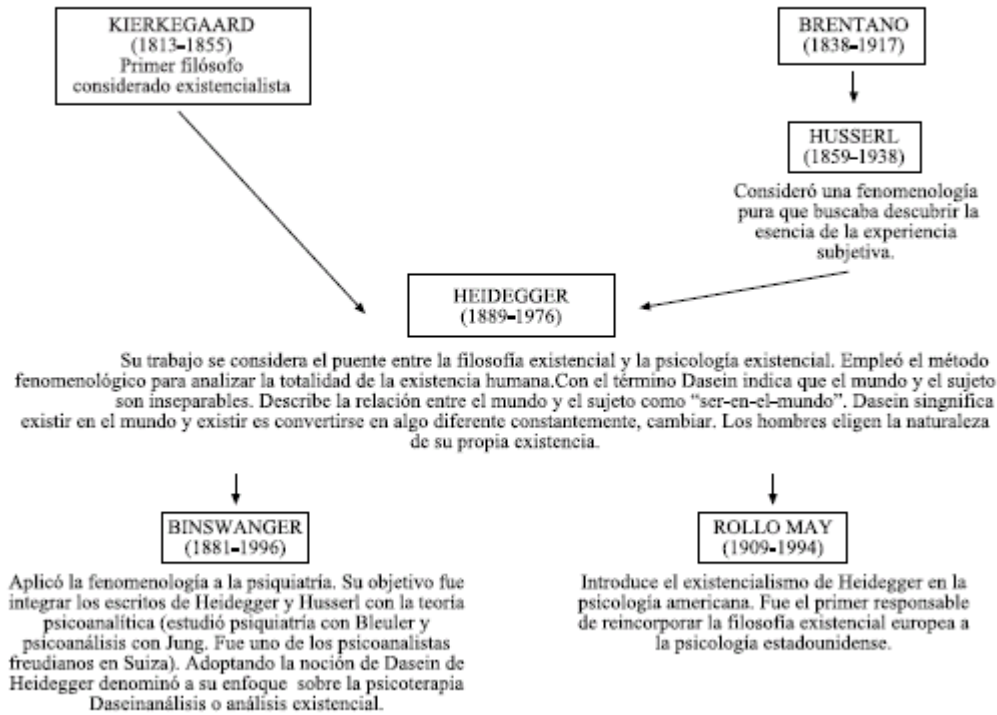 KIERKEGAARD
(1813-1855)
Primer filósofo
considerado existencialista
BRENTANO
(1838-1917)
HUSSERL
(1859-1938)
Consideró una fenomenología
pura que buscaba descubrir la
esencia de la experiencia
subjetiva.
HEIDEGGER
(1889-1976)
Su trabajo se considera el puente entre la filosofía existencial y la psicología existencial. Empleó el método
fenomenológico para analizar la totalidad de la existencia humana.Con el término Dasein indica que el mundo y el sujeto
son inseparables. Describe la relación entre el mundo y el sujeto como “ser-en-el-mundo”. Dasein singnifica
existir en el mundo y existir es convertirse en algo diferente constantemente, cambiar. Los hombres eligen la naturaleza
de su propia existencia.
BINSWANGER
(1881-1996)
Aplicó la fenomenología a la psiquiatría. Su objetivo fue
integrar los escritos de Heidegger y Husserl con la teoría
psicoanalítica (estudió psiquiatría con Bleuler y
psicoanálisis con Jung. Fue uno de los psicoanalistas
freudianos en Suiza). Adoptando la noción de Dasein de
Heidegger denominó a su enfoque sobre la psicoterapia
Daseinanálisis o análisis existencial.
ROLLO MAY
(1909-1994)
Introduce el existencialismo de Heidegger en la
psicología americana. Fue el primer responsable
de reincorporar la filosofía existencial europea a
la psicología estadounidense.